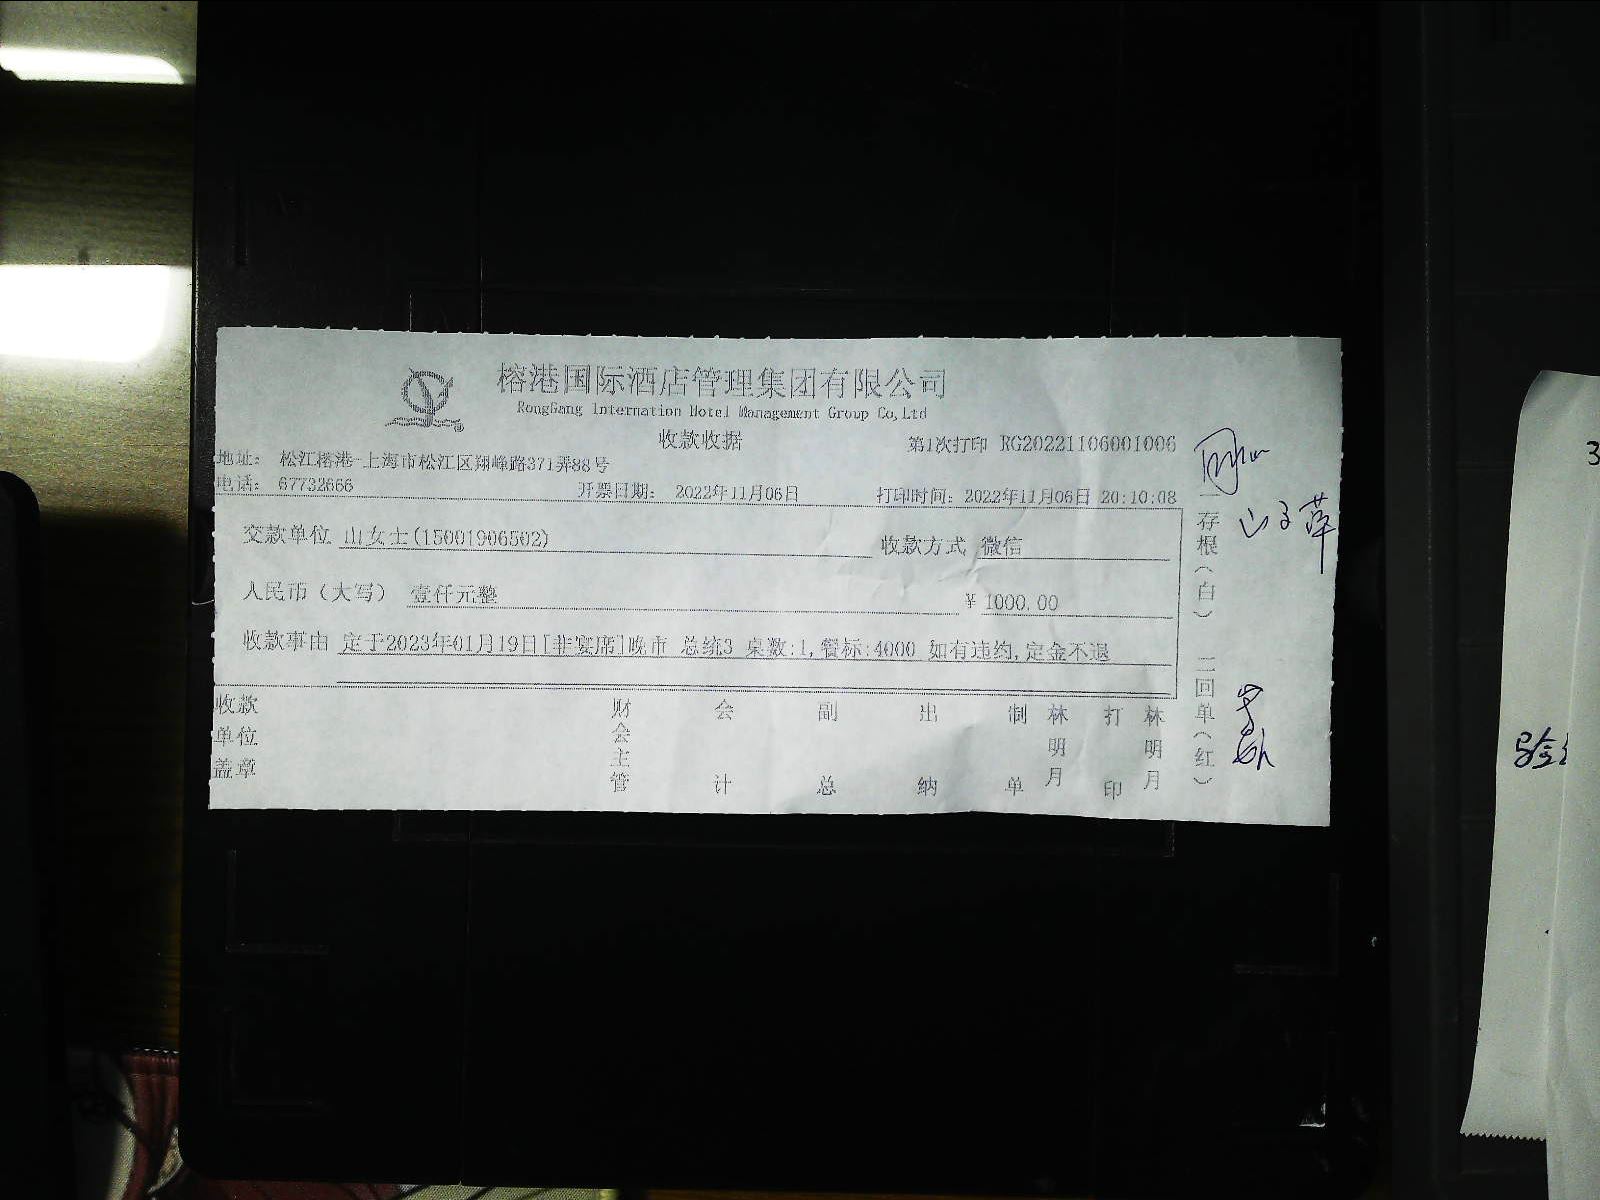 榕港国际酒店管理集团有限公司
RongGang Internation Hotel Management Group Co,Ltd
收款收据
第1次打印 RG20221106001006
地址: 松江榕港-上海市松江区翔峰路371弄88号
电话: 67732666
开票日期: 2022年11月06日
打印时间: 2022年11月06日 20:10:08
交款单位 山女士(15001906502)
收款方式 微信
人民币(大写) 壹仟元整
¥ 1000.00
收款事由 定于2023年01月19日[非宴席]晚市 总统3 桌数:1,餐标:4000 如有违约,定金不退
收款单位盖章
财会主管
会计
副总
出纳
制单
林明月
打印
林明月
一存根(白) 二回单(红)